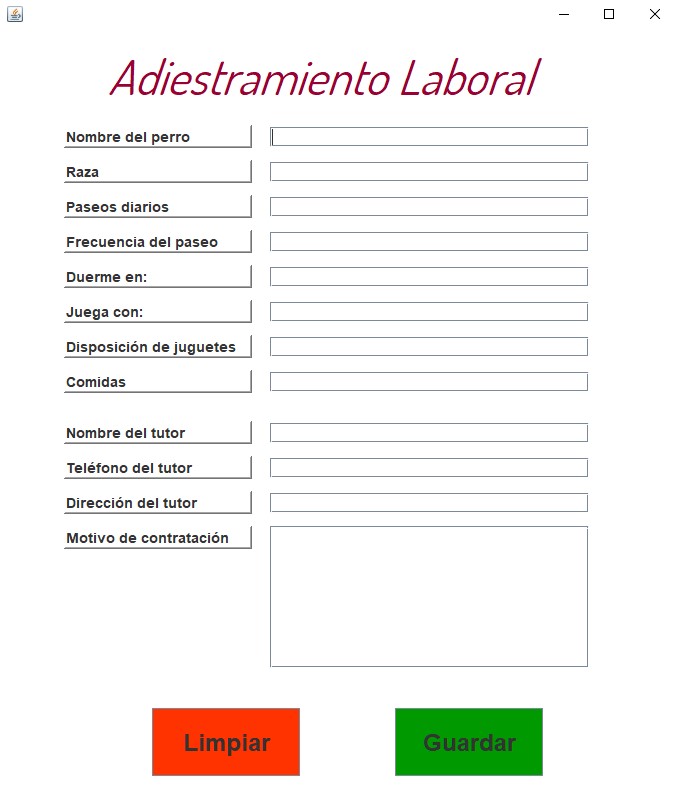 Adiestramiento Laboral
Nombre del perro
Raza
Paseos diarios
Frecuencia del paseo
Duerme en:
Juega con:
Disposición de juguetes
Comidas
Nombre del tutor
Teléfono del tutor
Dirección del tutor
Motivo de contratación
Limpiar
Guardar